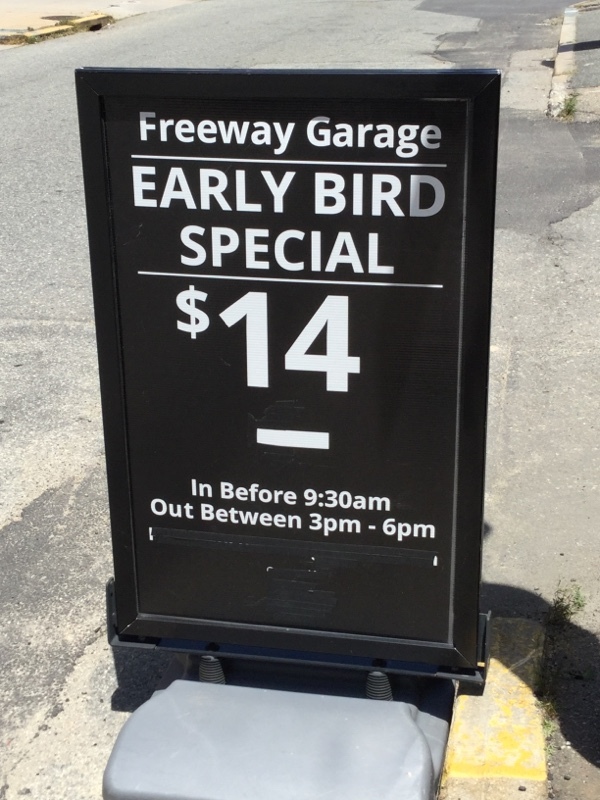 Freeway Garage
EARLY BIRD
SPECIAL
$14
In Before 9:30am
Out Between 3pm - 6pm